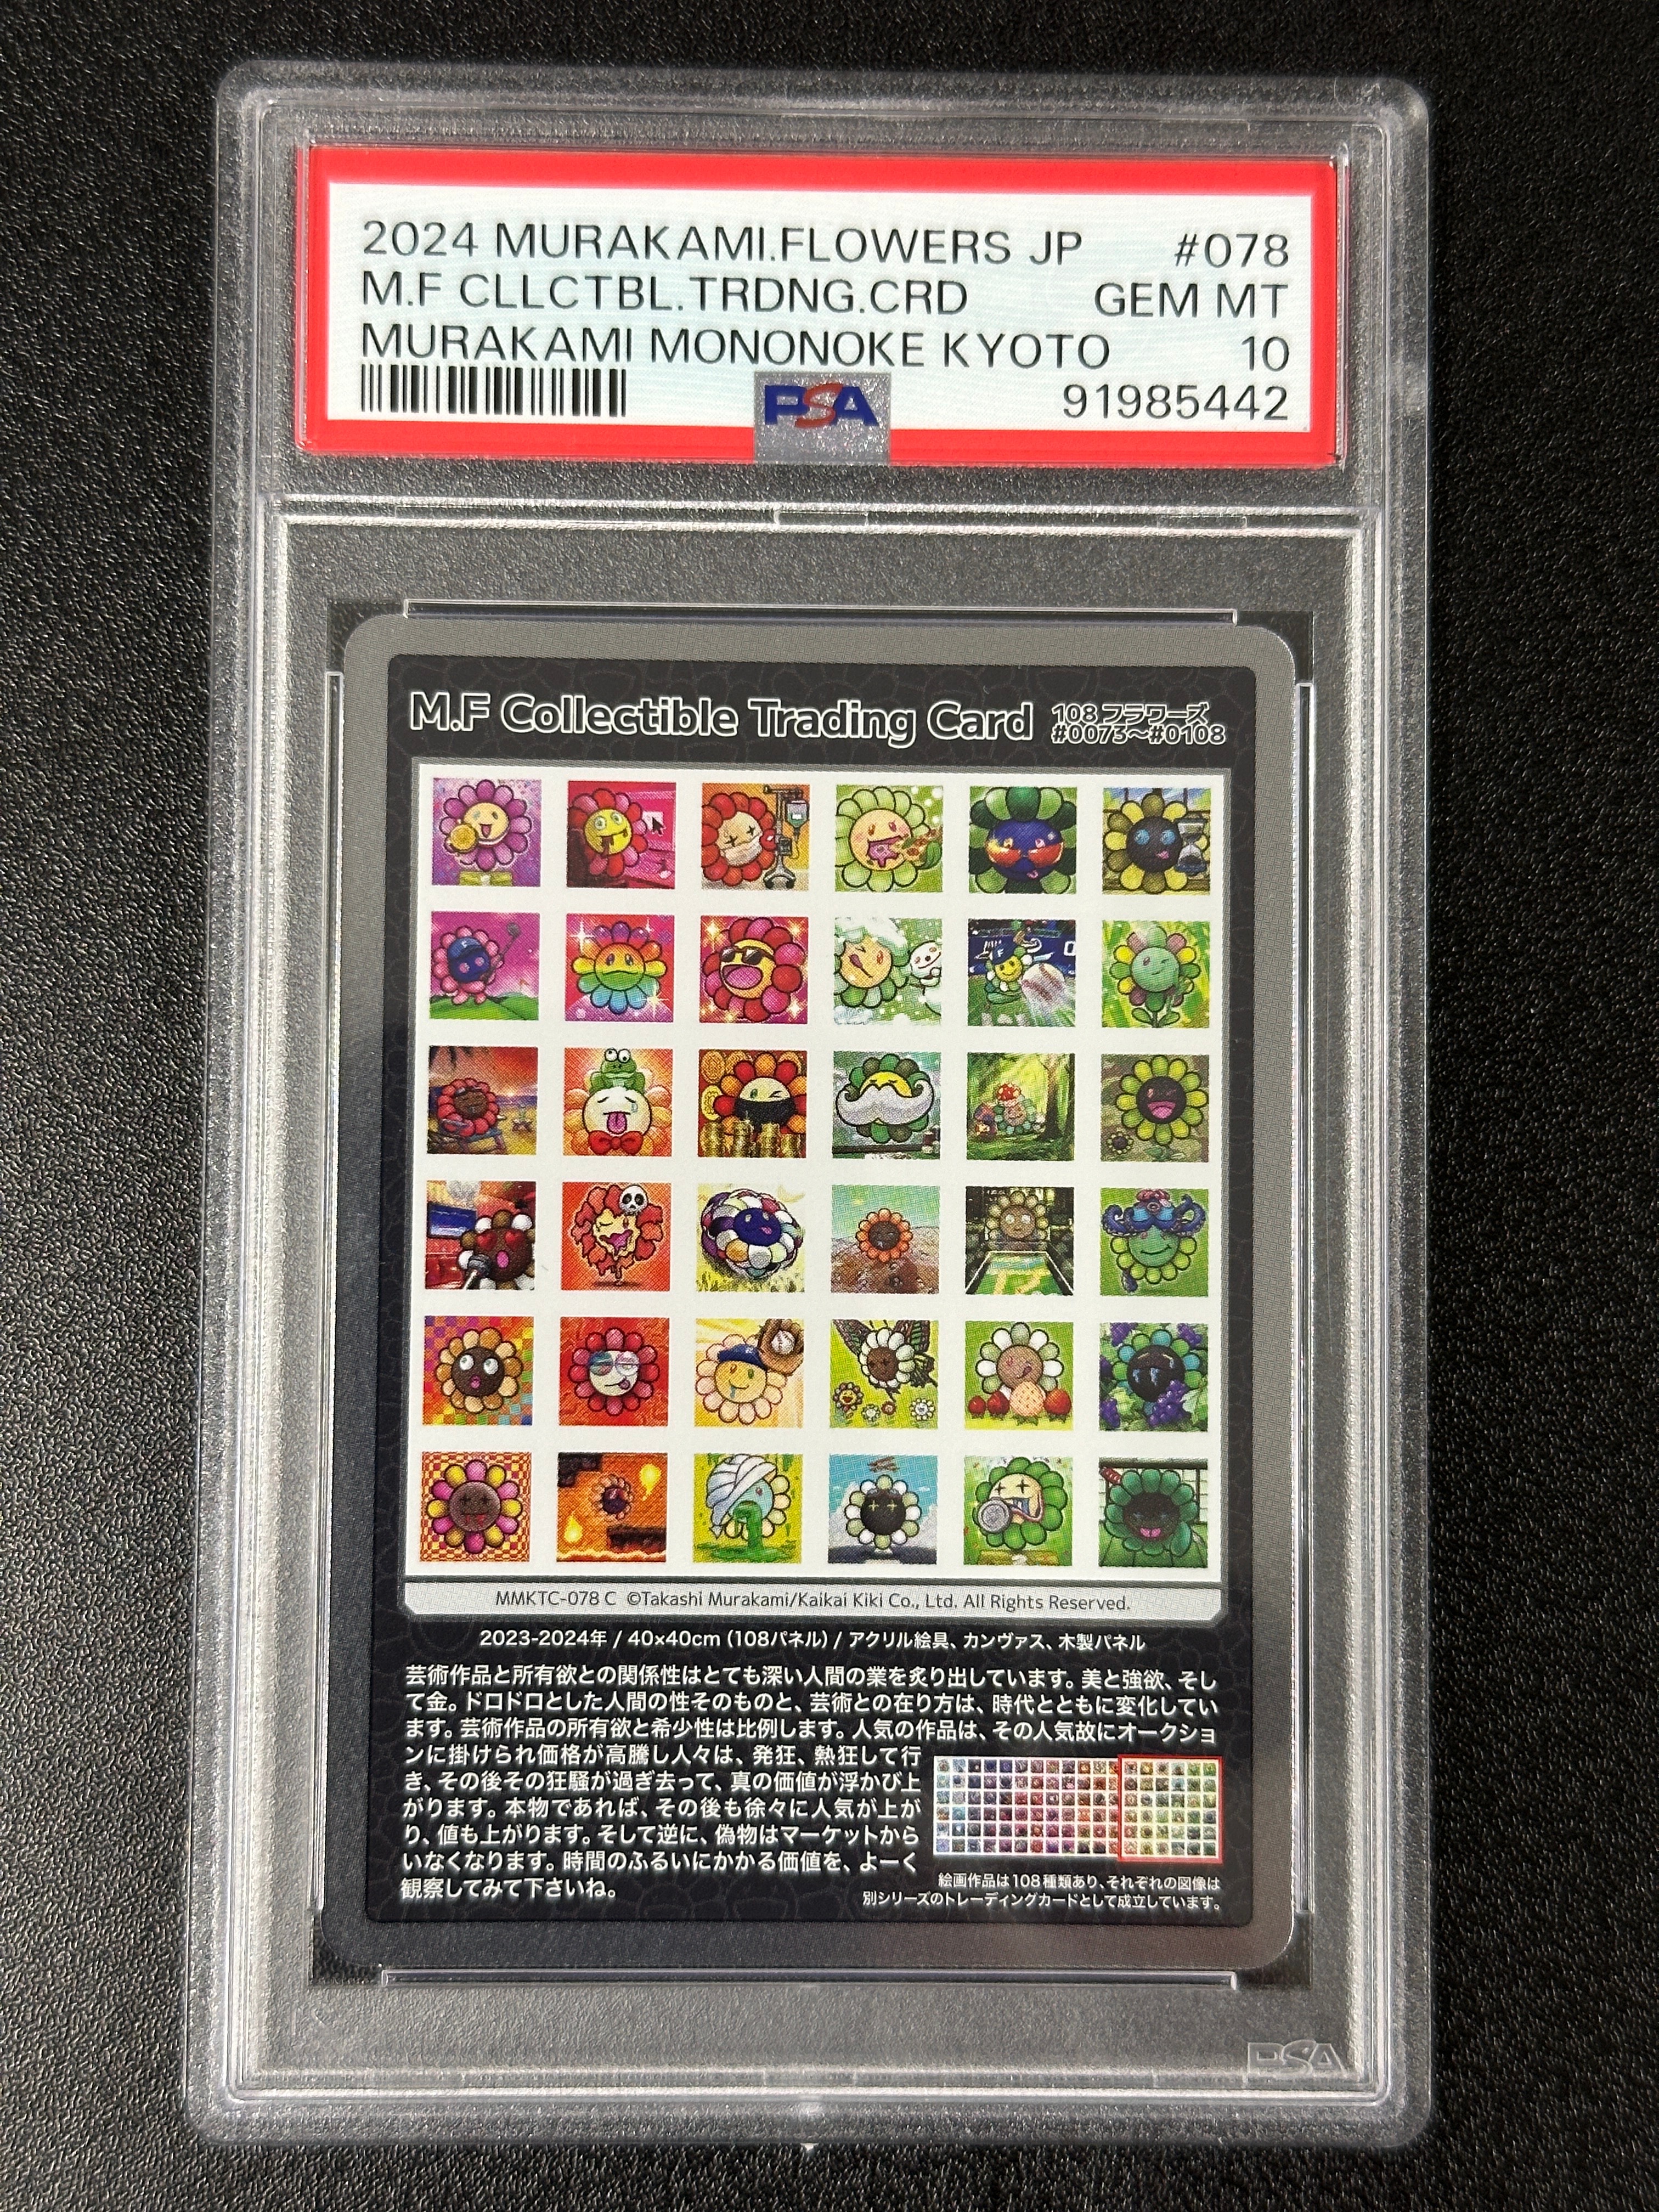 2024 MURAKAMI.FLOWERS JP #078
M.F CLLCTBL.TRDNG.CRD GEM MT
MURAKAMI MONONOKE KYOTO 10
PSA 91985442
M.F Collectible Trading Card 108 フラワーズ
#0073～#0108
MMKTC-078 C ©Takashi Murakami/Kaikai Kiki Co., Ltd. All Rights Reserved.
2023-2024年 / 40×40cm（108パネル）/ アクリル絵具、カンヴァス、木製パネル
芸術作品と所有欲との関係性はとても深い人間の業を炙り出しています。美と強欲、そし
て金。ドロドロとした人間の性そのものと、芸術との在り方は、時代とともに変化してい
ます。芸術作品の所有欲と希少性は比例します。人気の作品は、その人気故にオークショ
ンに掛けられ価格が高騰し人々は、発狂、熱狂して行
き、その後その狂騒が過ぎ去って、真の価値が浮かび上
がります。本物であれば、その後も徐々に人気が上が
り、値も上がります。そして逆に、偽物はマーケットから
いなくなります。時間のふるいにかかる価値を、よーく
観察してみて下さいね。
絵画作品は108種類あり、それぞれの図像は
別シリーズのトレーディングカードとして成立しています。
PSA